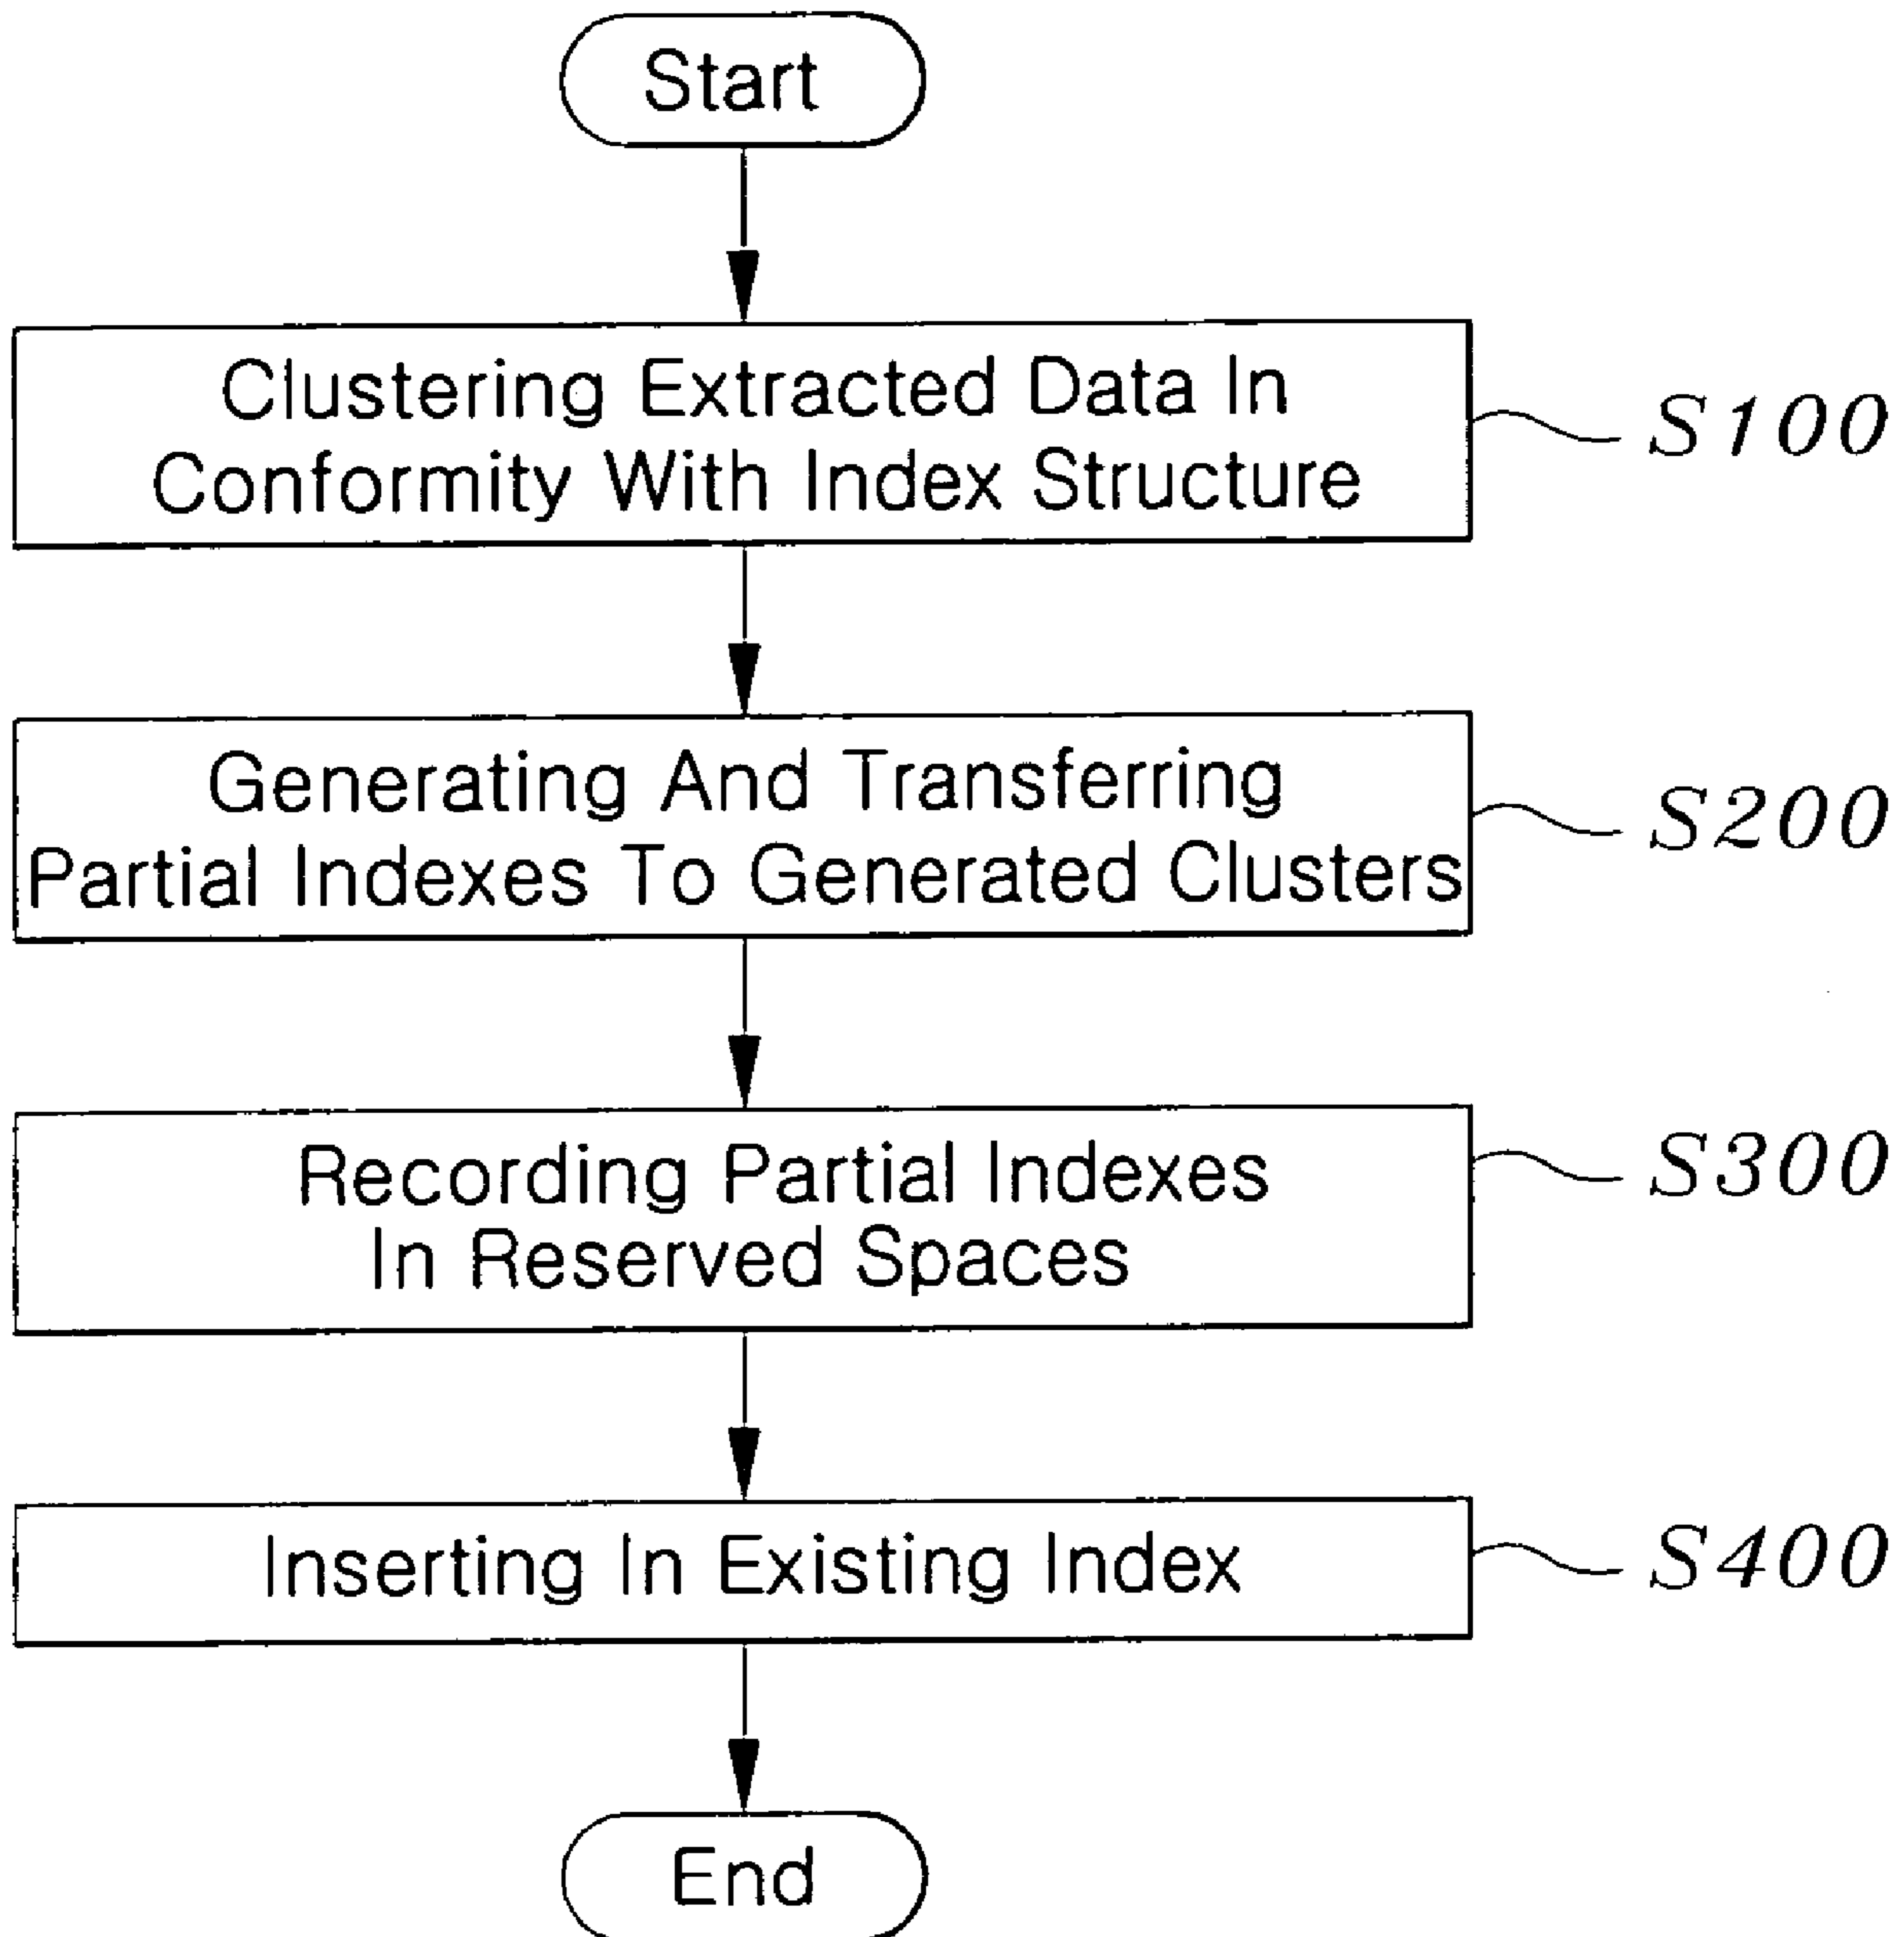 Start
Clustering Extracted Data In
Conformity With Index Structure
S100
Generating And Transferring
Partial Indexes To Generated Clusters
S200
Recording Partial Indexes
In Reserved Spaces
S300
Inserting In Existing Index
S400
End